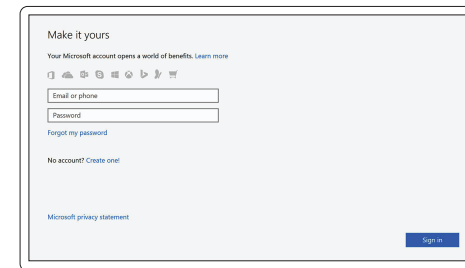 Make it yours
Your Microsoft account opens a world of benefits. Learn more
Email or phone
Password
Forgot my password
No account? Create one!
Microsoft privacy statement
Sign in